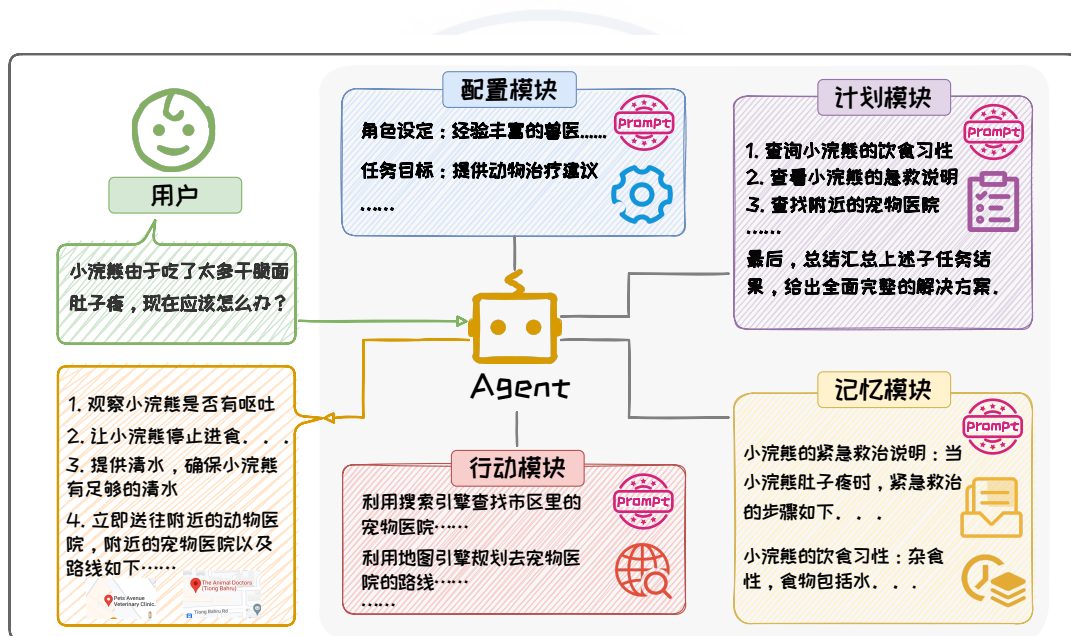 用户
小浣熊由于吃了太多干脆面
肚子疼，现在应该怎么办？
1. 观察小浣熊是否有呕吐
2. 让小浣熊停止进食. . .
3. 提供清水，确保小浣熊
有足够的清水
4. 立即送往附近的动物医
院，附近的宠物医院以及
路线如下……
Pets Avenue
Veterinary Clinic.
The Animal Doctors
(Tiong Bahru)
Tiong Bahru Rd
配置模块
Prompt
角色设定：经验丰富的兽医……
任务目标：提供动物治疗建议
……
Agent
行动模块
Prompt
利用搜索引擎查找市区里的
宠物医院……
利用地图引擎规划去宠物医
院的路线……
……
计划模块
Prompt
1. 查询小浣熊的饮食习性
2. 查看小浣熊的急救说明
3. 查找附近的宠物医院
……
最后，总结汇总上述子任务结
果，给出全面完整的解决方案.
记忆模块
Prompt
小浣熊的紧急救治说明：当
小浣熊肚子疼时，紧急救治
的步骤如下. . .
小浣熊的饮食习性：杂食
性，食物包括水. . .